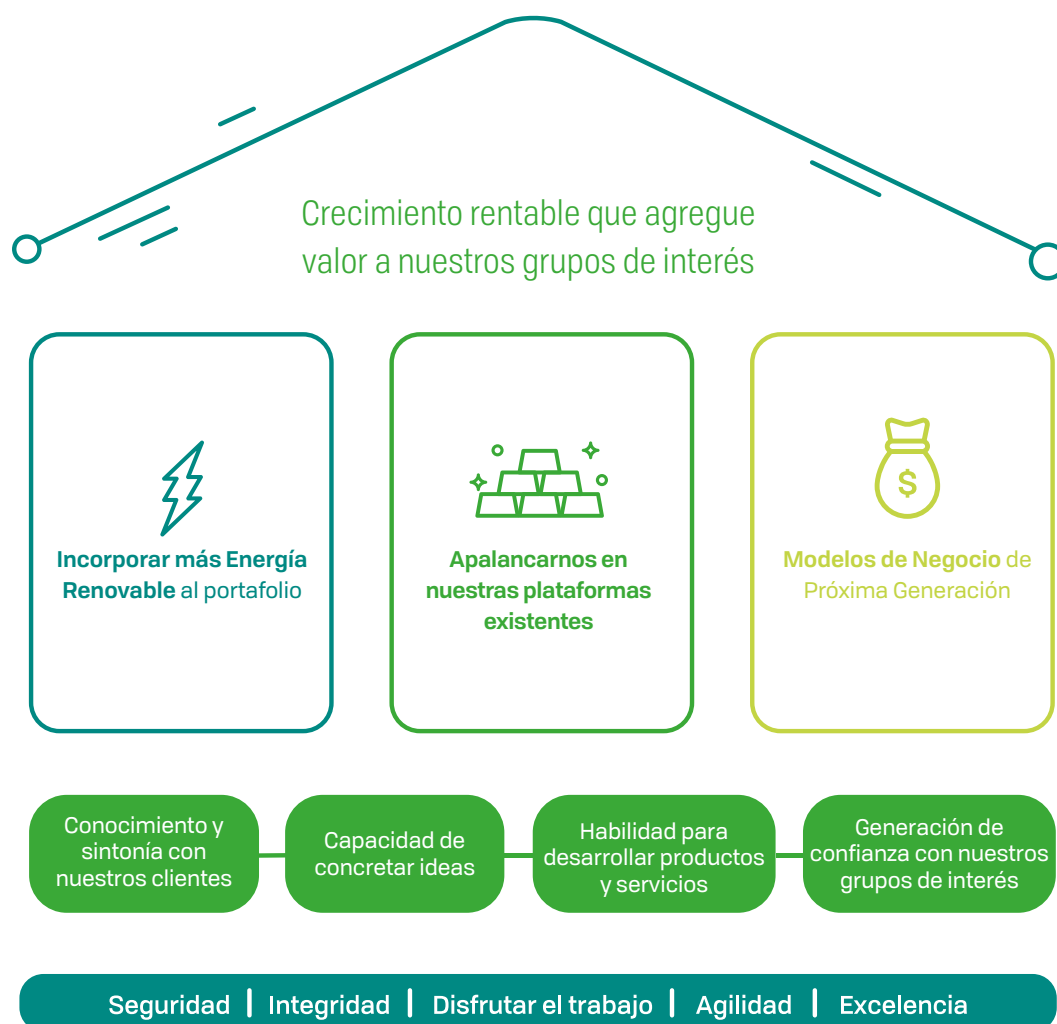 Crecimiento rentable que agregue
valor a nuestros grupos de interés
Incorporar más Energía
Renovable al portafolio
Apalancarnos en
nuestras plataformas
existentes
$
Modelos de Negocio de
Próxima Generación
Conocimiento y
sintonía con
nuestros clientes
Capacidad de
concretar ideas
Habilidad para
desarrollar productos
y servicios
Generación de
confianza con nuestros
grupos de interés
Seguridad | Integridad | Disfrutar el trabajo | Agilidad | Excelencia